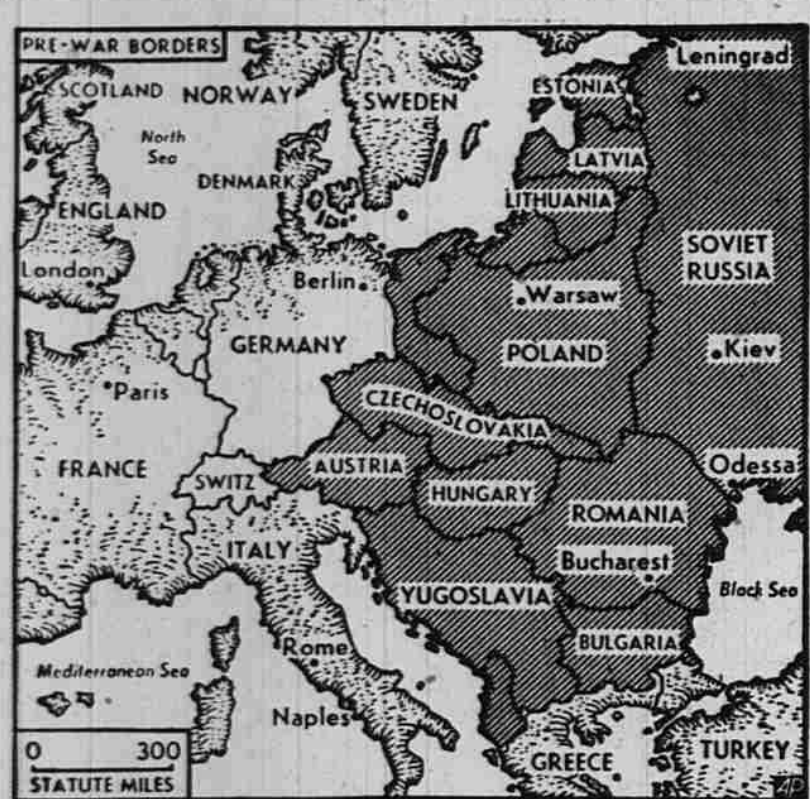 PRE-WAR BORDERS
Leningrad
SCOTLAND
NORWAY
SWEDEN
ESTONIA
North
Sea
LATVIA
DENMARK
LITHUANIA
ENGLAND
SOVIET
RUSSIA
London
Berlin
Warsaw
GERMANY
POLAND
Kiev
Paris
CZECHOSLOVAKIA
FRANCE
SWITZ
AUSTRIA
HUNGARY
Odessa
ROMANIA
ITALY
Bucharest
YUGOSLAVIA
Black Sea
BULGARIA
Rome
Mediterranean Sea
Naples
0 300
STATUTE MILES
GREECE
TURKEY
AP